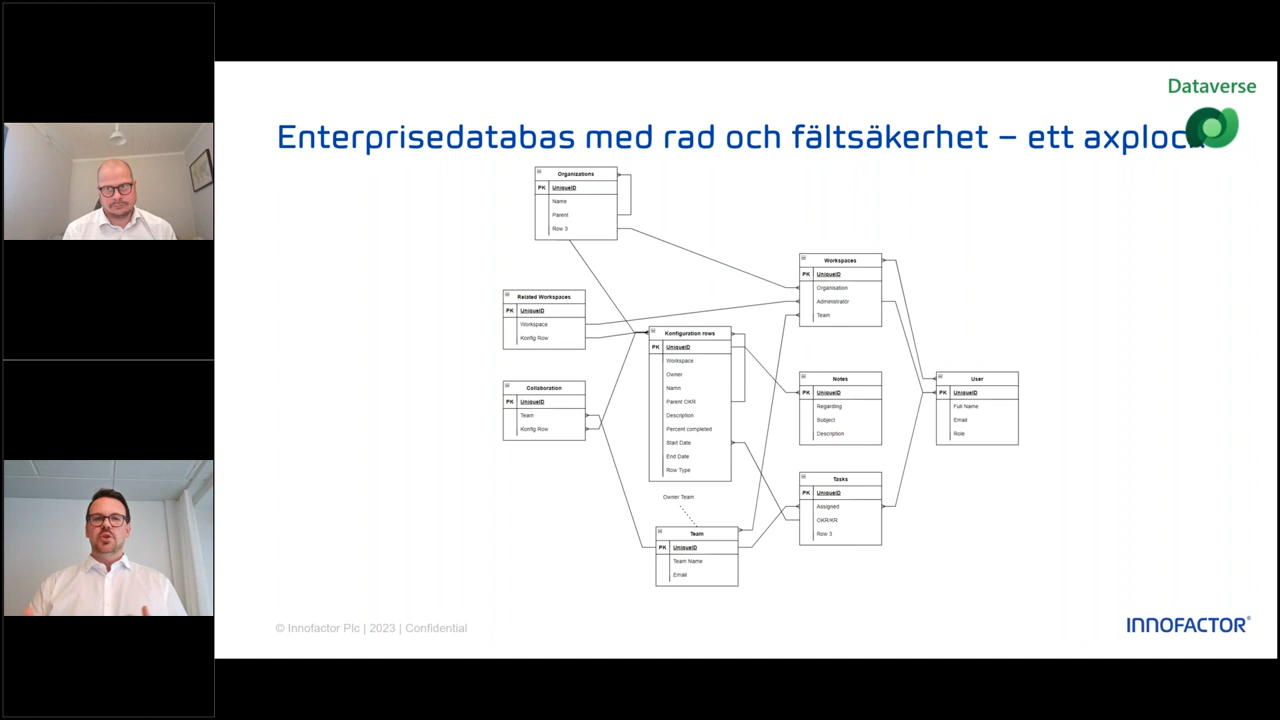 Dataverse
Enterprisedatabas med rad och fältsäkerhet – ett axplock
Organizations
PK UniqueID
Name
Parent
Row 3
Workspaces
PK UniqueID
Organisation
Administratör
Team
Related Workspaces
PK UniqueID
Workspace
Konfig Row
Konfiguration rows
PK UniqueID
Workspace
Owner
Namn
Parent OKR
Description
Percent completed
Start Date
End Date
Row Type
Collaboration
PK UniqueID
Team
Konfig Row
Notes
PK UniqueID
Regarding
Subject
Description
User
PK UniqueID
Full Name
Email
Role
Tasks
PK UniqueID
Assigned
OKR/KR
Row 3
Owner Team
Team
PK UniqueID
Team Name
Email
© Innofactor Plc | 2023 | Confidential
INNOFACTOR®